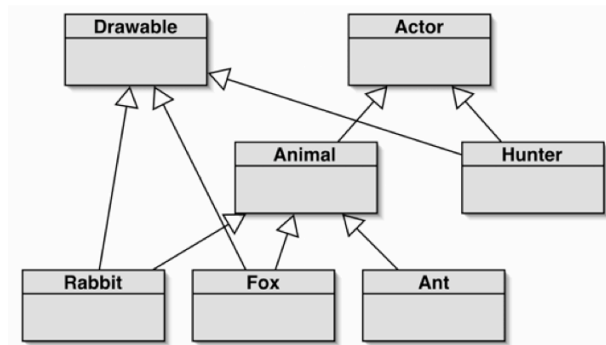 Drawable
Actor
Animal
Hunter
Rabbit
Fox
Ant